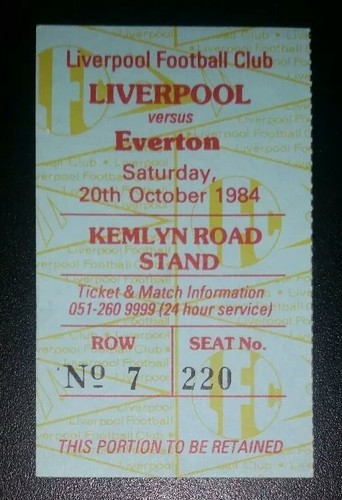 Liverpool Football Club
LIVERPOOL
versus
Everton
Saturday,
20th October 1984
KEMLYN ROAD
STAND
Ticket & Match Information
051-260 9999 (24 hour service)
ROW SEAT No.
Nº 7 220
THIS PORTION TO BE RETAINED